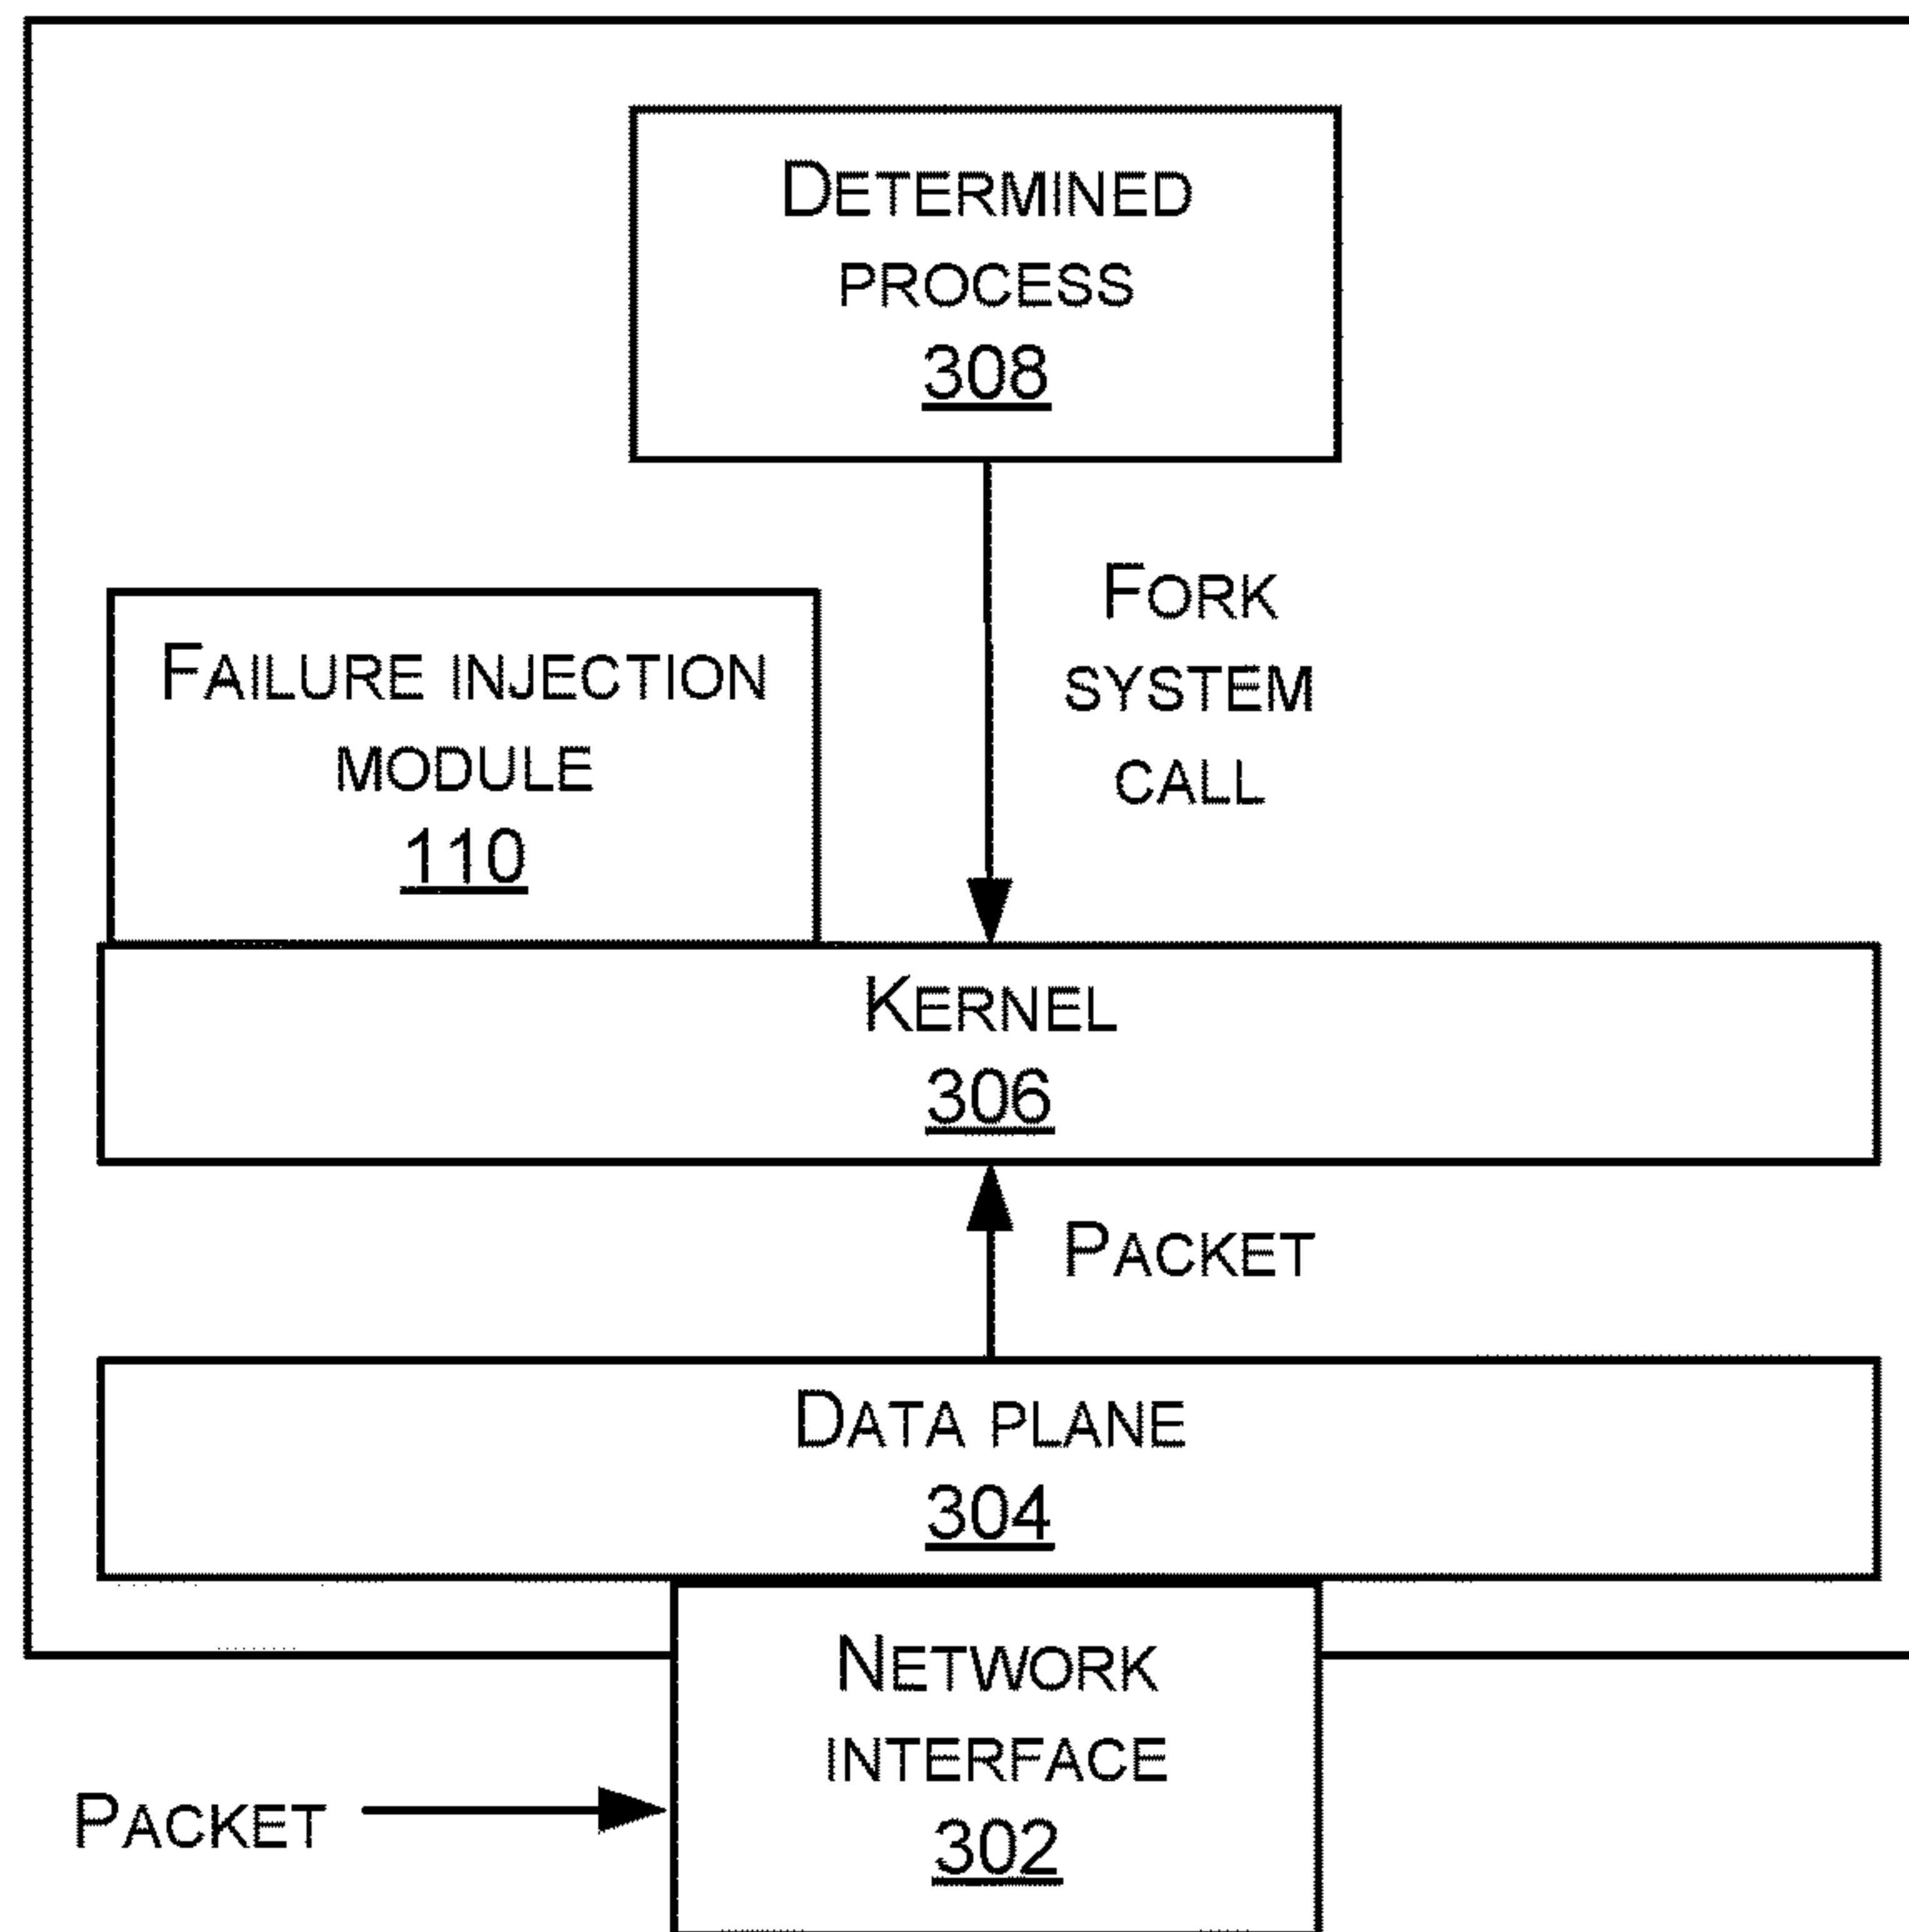 DETERMINED
PROCESS
308
FORK
SYSTEM
CALL
FAILURE INJECTION
MODULE
110
KERNEL
306
PACKET
DATA PLANE
304
NETWORK
INTERFACE
302
PACKET